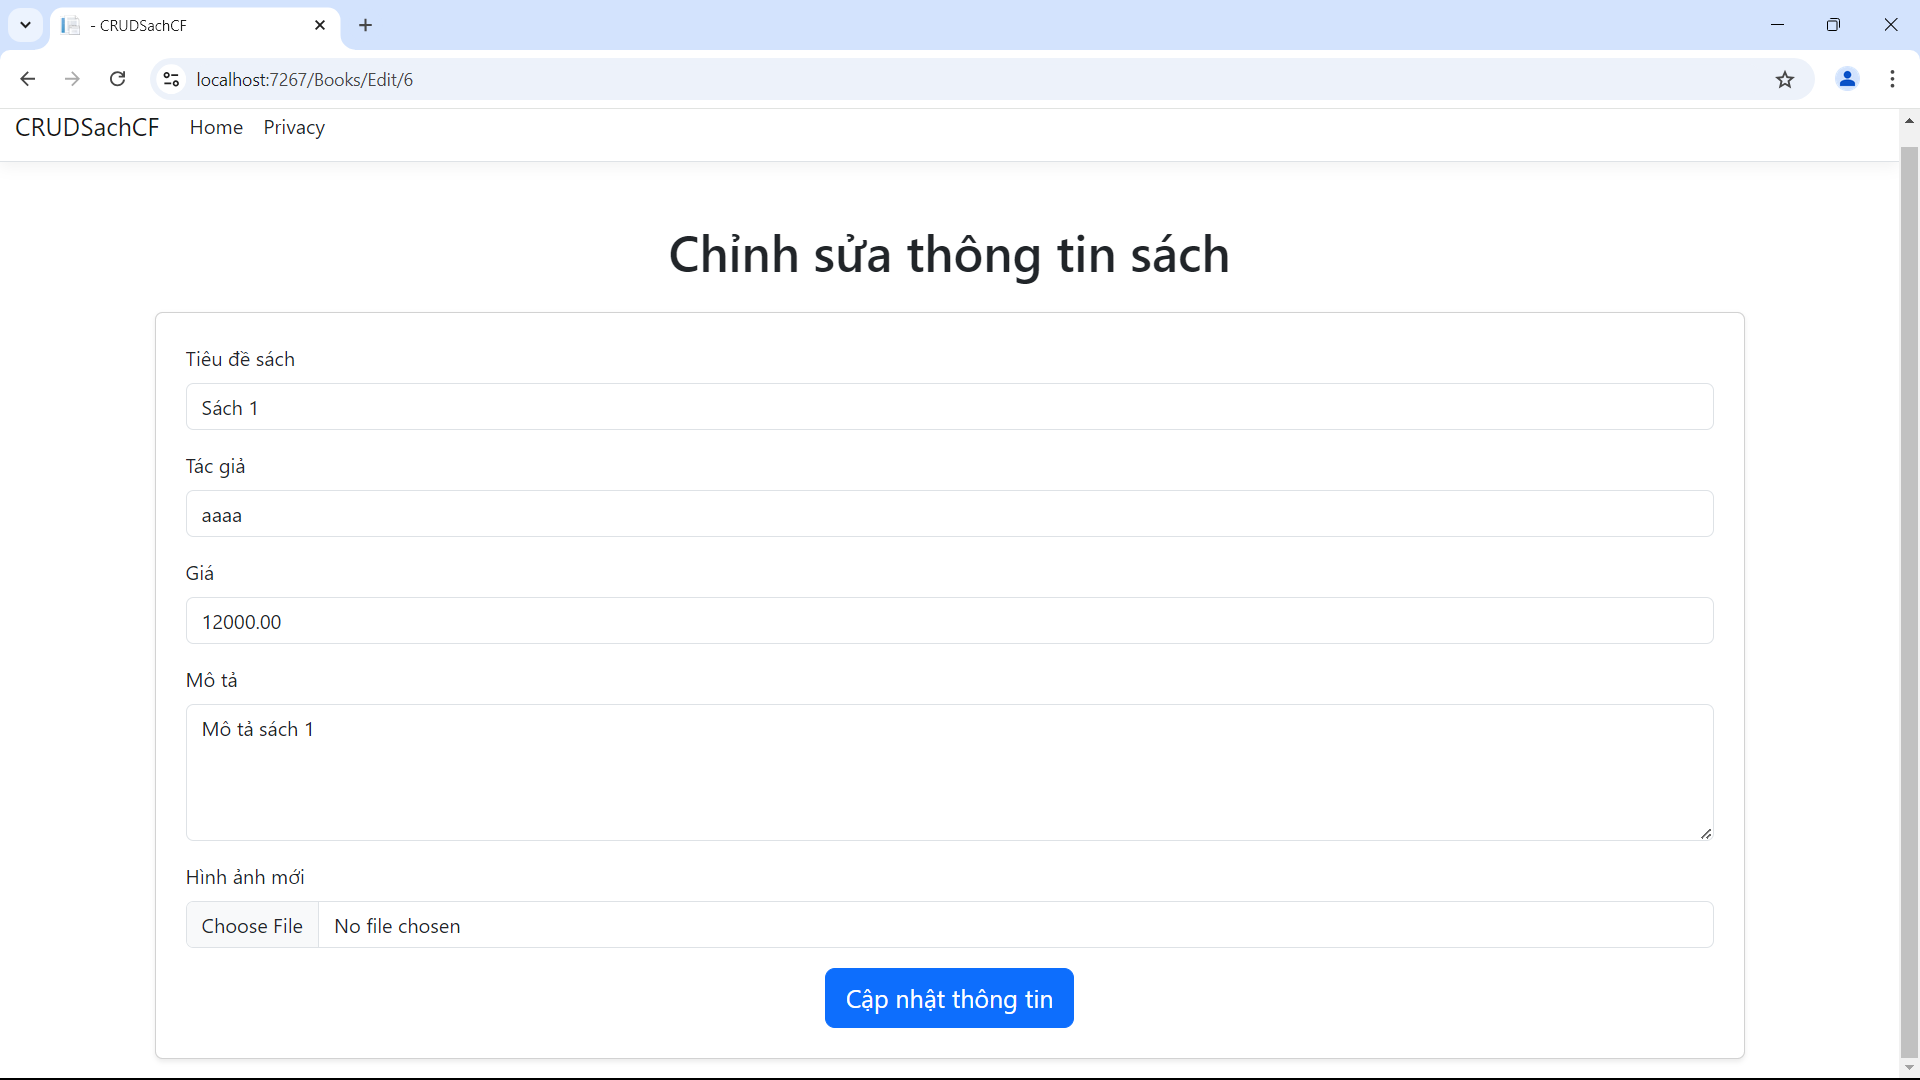 - CRUDSachCF
localhost:7267/Books/Edit/6
CRUDSachCF Home Privacy
Chỉnh sửa thông tin sách
Tiêu đề sách
Sách 1
Tác giả
aaaa
Giá
12000.00
Mô tả
Mô tả sách 1
Hình ảnh mới
Choose File No file chosen
Cập nhật thông tin